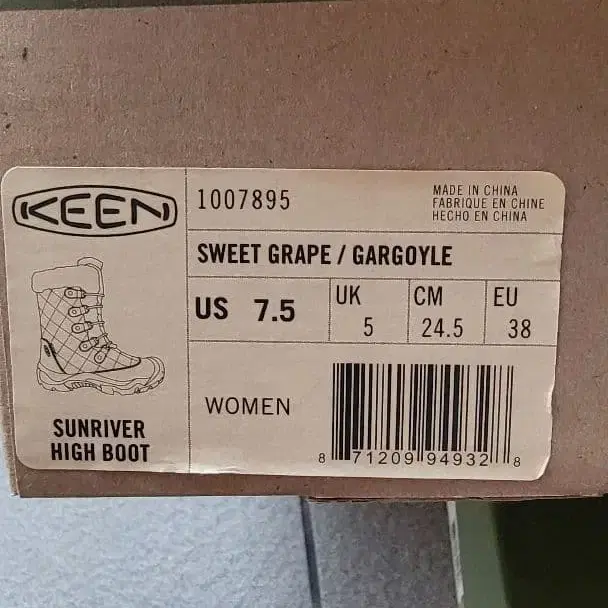 KEEN
1007895
MADE IN CHINA
FABRIQUE EN CHINE
HECHO EN CHINA
SWEET GRAPE / GARGOYLE
US 7.5
UK
5
CM
24.5
EU
38
SUNRIVER
HIGH BOOT
WOMEN
8 71209 94932 8